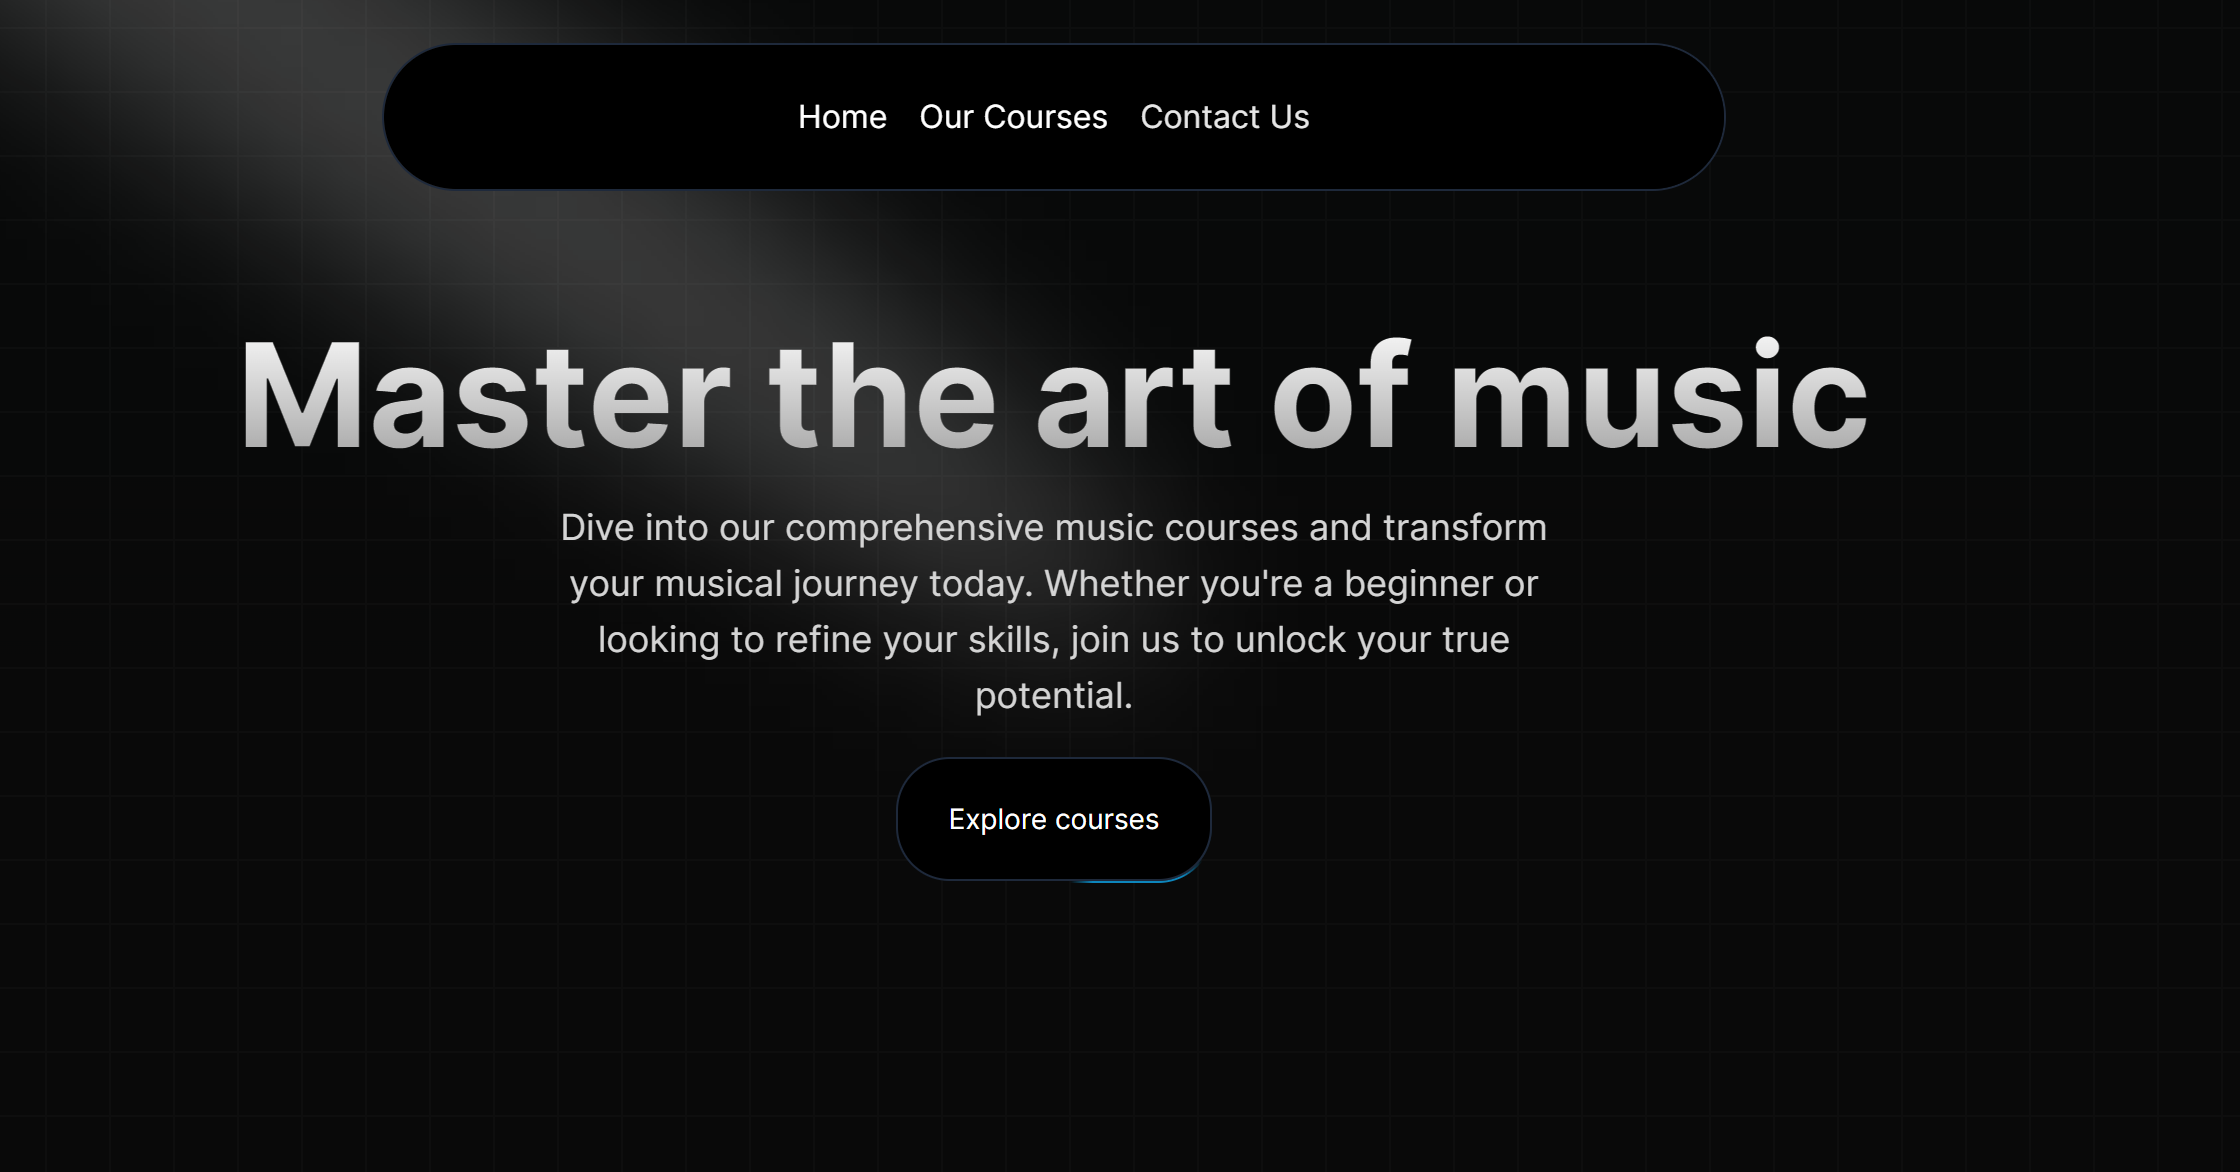 Home Our Courses Contact Us
Master the art of music
Dive into our comprehensive music courses and transform
your musical journey today. Whether you're a beginner or
looking to refine your skills, join us to unlock your true
potential.
Explore courses